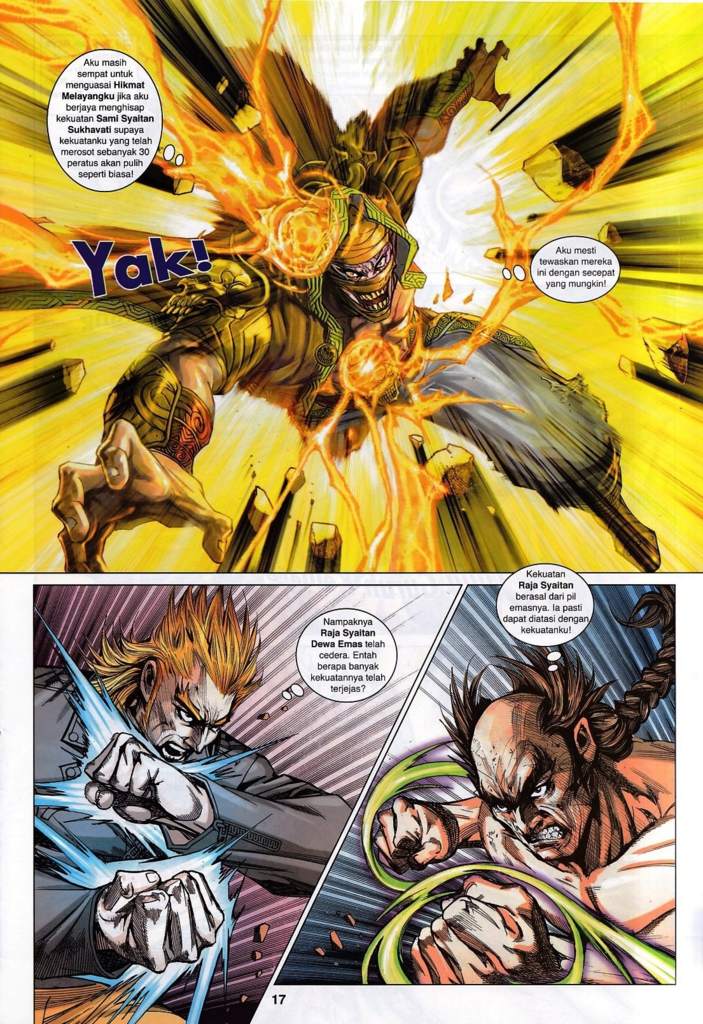 Aku masih
sempat untuk
menguasai Hikmat
Melayangku jika aku
berjaya menghisap
kekuatan Sami Syaitan
Sukhavati supaya
kekuatanku yang telah
merosot sebanyak 30
peratus akan pulih
seperti biasa!
Yak!
Aku mesti
tewaskan mereka
ini dengan secepat
yang mungkin!
Nampaknya
Raja Syaitan
Dewa Emas telah
cedera. Entah
berapa banyak
kekuatannya telah
terjejas?
Kekuatan
Raja Syaitan
berasal dari pil
emasnya. Ia pasti
dapat diatasi dengan
kekuatanku!
17